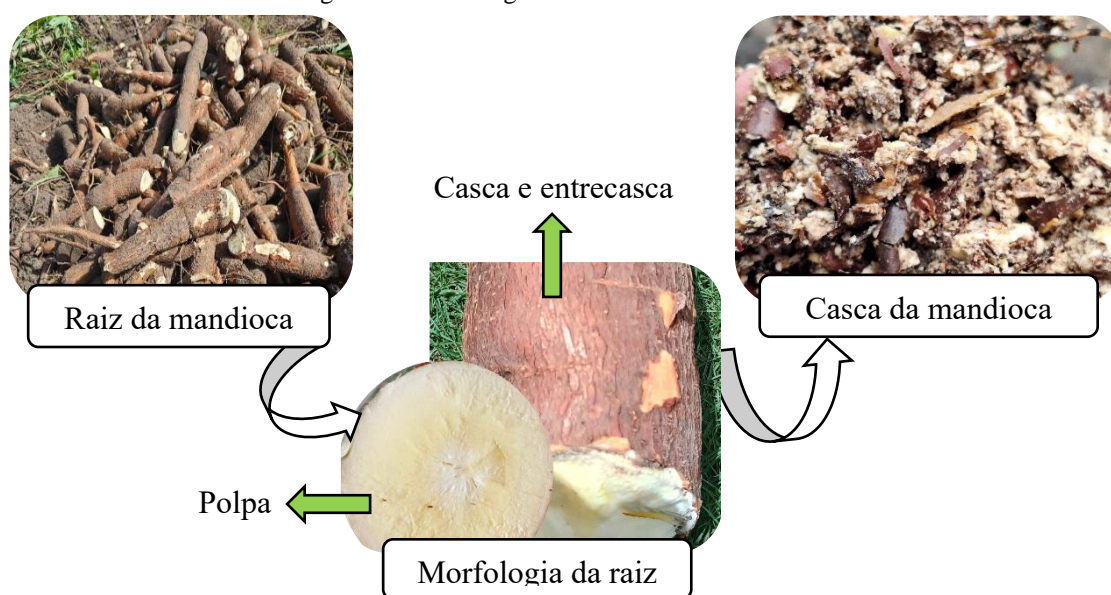 Casca e entrecasca
Raiz da mandioca
Casca da mandioca
Polpa
Morfologia da raiz